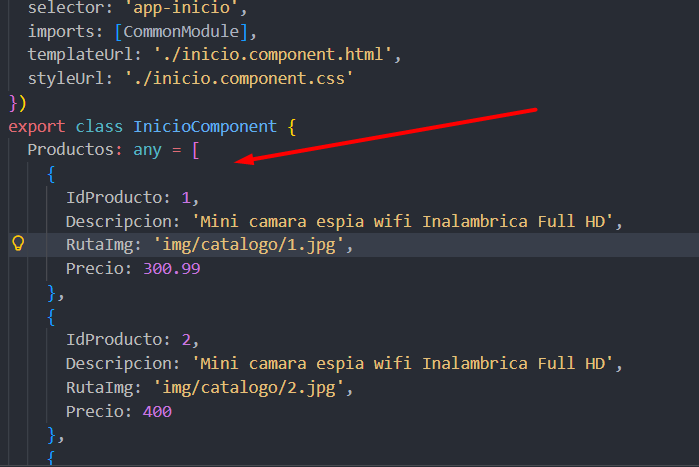 selector: 'app-inicio',
imports: [CommonModule],
templateUrl: './inicio.component.html',
styleUrl: './inicio.component.css'
})
export class InicioComponent {
Productos: any = [
{
IdProducto: 1,
Descripcion: 'Mini camara espia wifi Inalambrica Full HD',
RutaImg: 'img/catalogo/1.jpg',
Precio: 300.99
},
{
IdProducto: 2,
Descripcion: 'Mini camara espia wifi Inalambrica Full HD',
RutaImg: 'img/catalogo/2.jpg',
Precio: 400
},
{